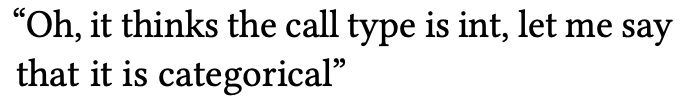 “Oh, it thinks the call type is int, let me say
that it is categorical”